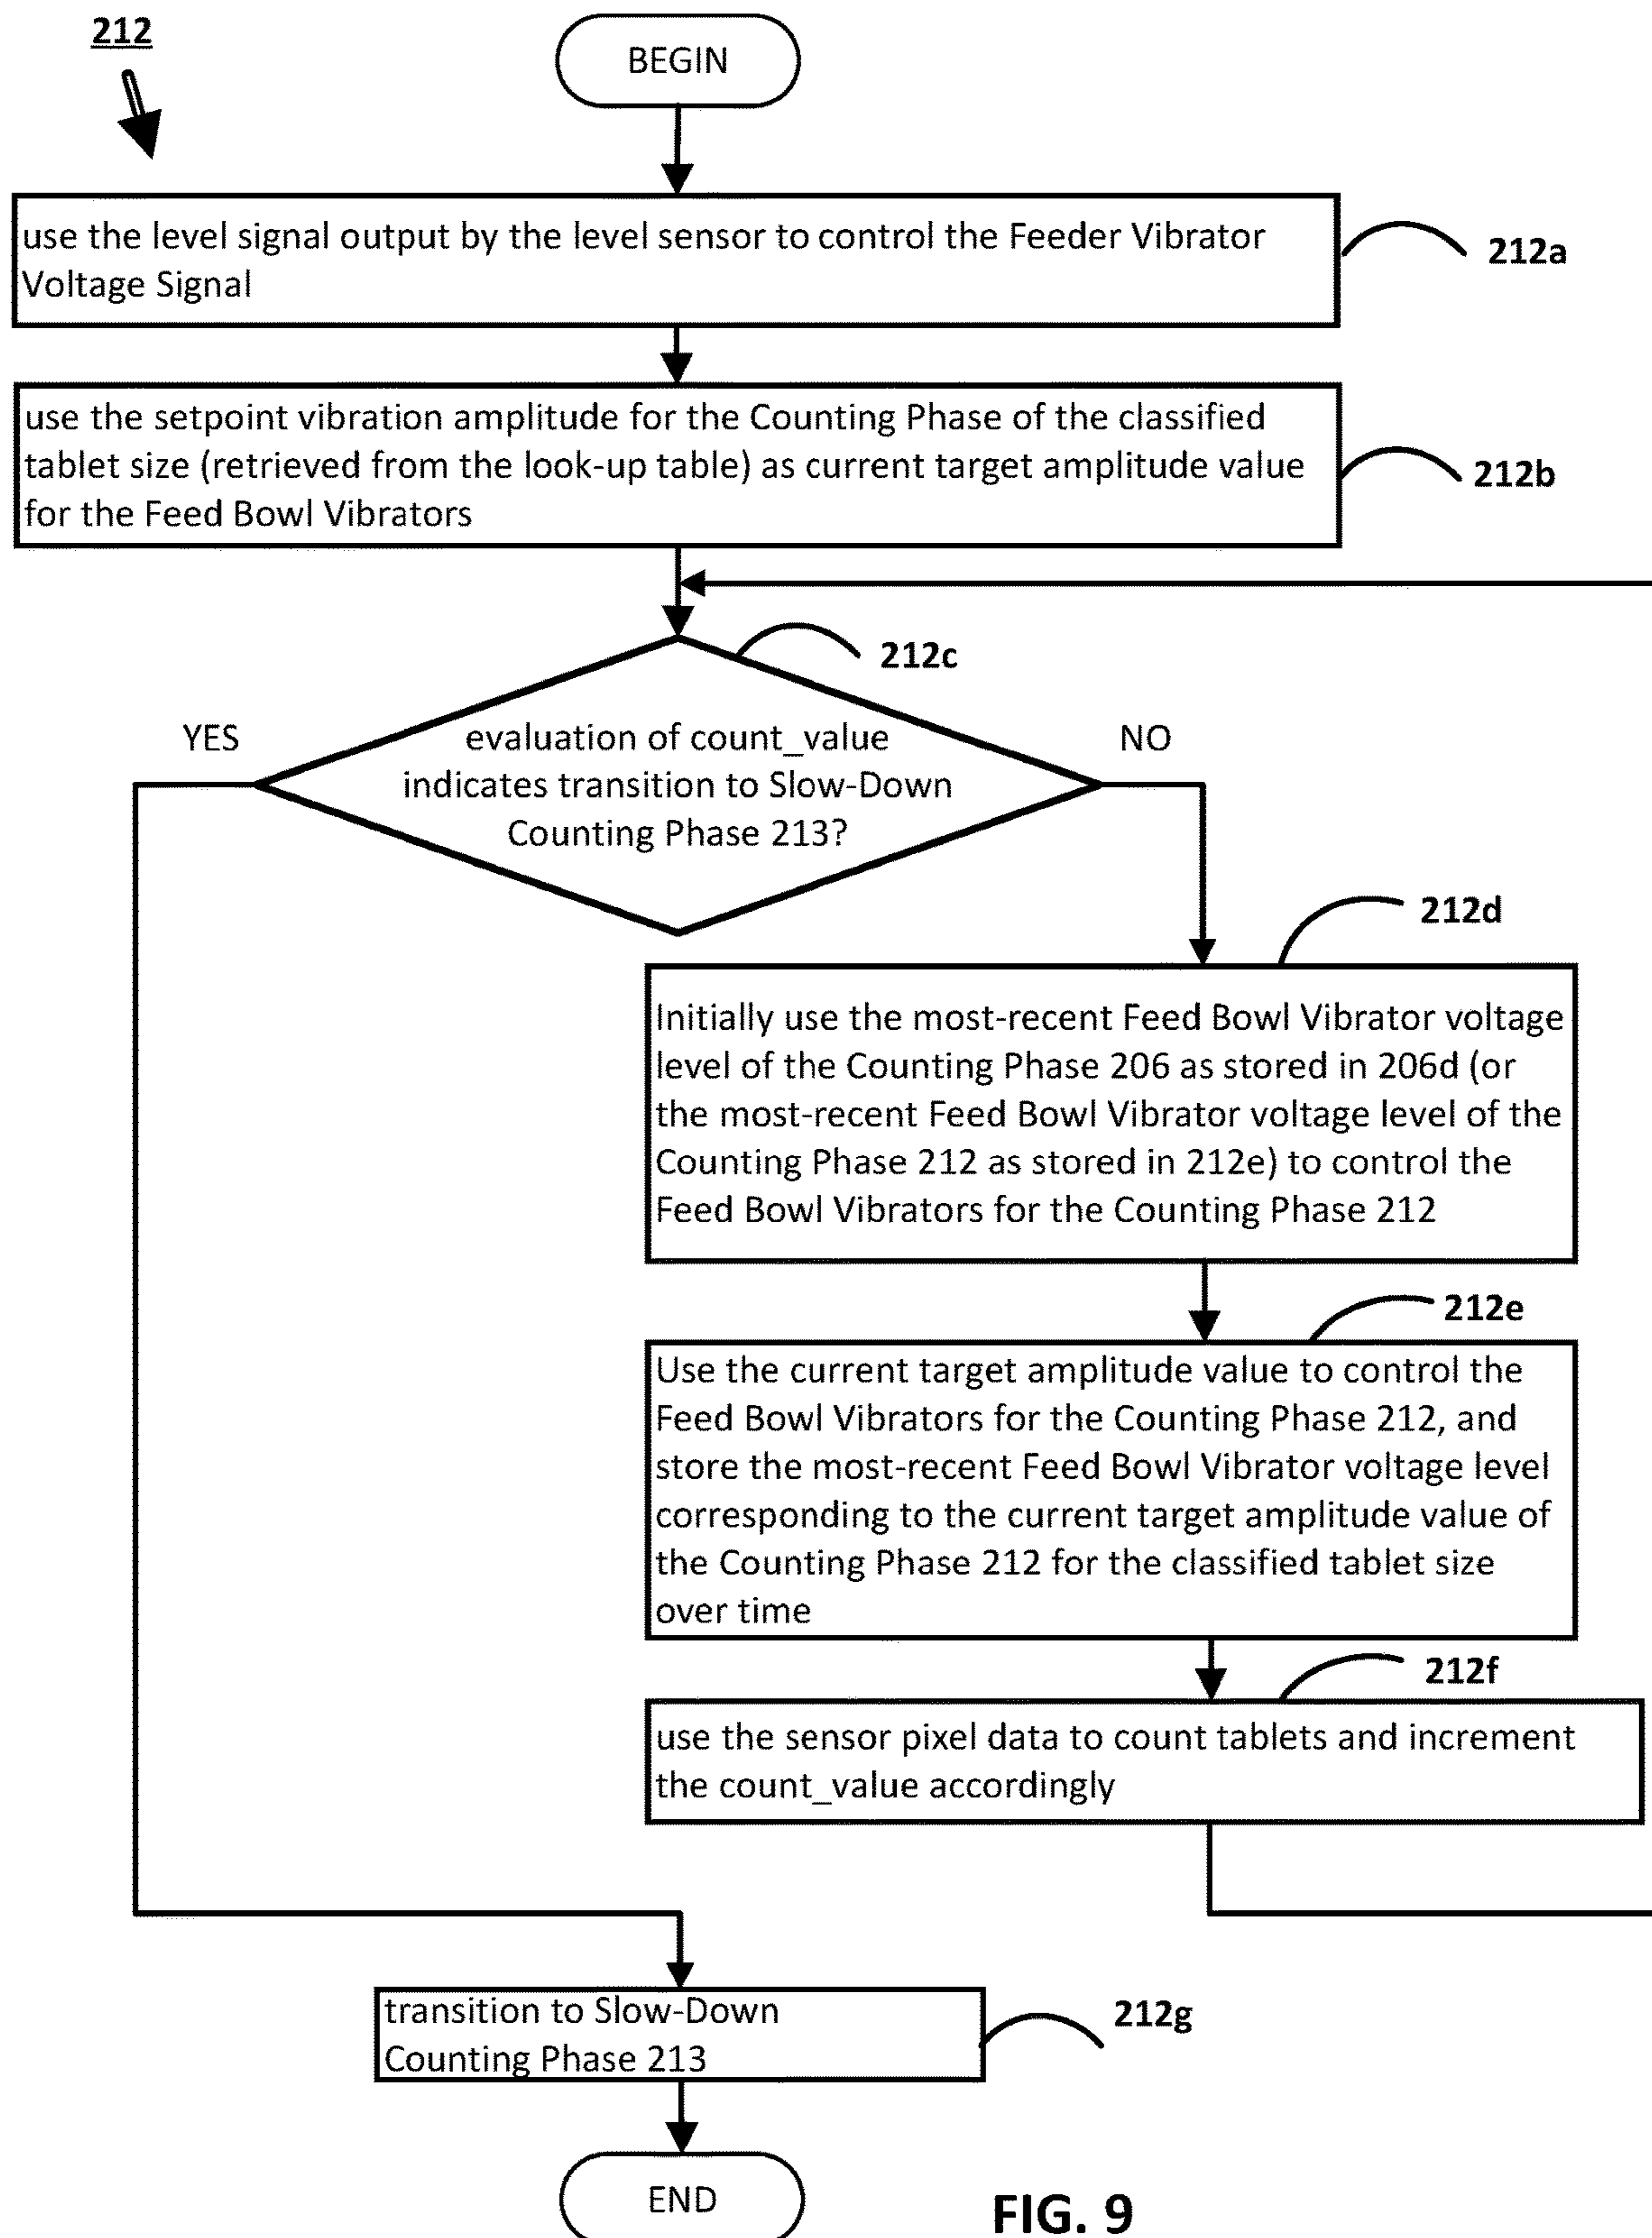 212
BEGIN
use the level signal output by the level sensor to control the Feeder Vibrator
Voltage Signal
212a
use the setpoint vibration amplitude for the Counting Phase of the classified
tablet size (retrieved from the look-up table) as current target amplitude value
for the Feed Bowl Vibrators
212b
212c
YES
evaluation of count_value
indicates transition to Slow-Down
Counting Phase 213?
NO
212d
Initially use the most-recent Feed Bowl Vibrator voltage
level of the Counting Phase 206 as stored in 206d (or
the most-recent Feed Bowl Vibrator voltage level of the
Counting Phase 212 as stored in 212e) to control the
Feed Bowl Vibrators for the Counting Phase 212
212e
Use the current target amplitude value to control the
Feed Bowl Vibrators for the Counting Phase 212, and
store the most-recent Feed Bowl Vibrator voltage level
corresponding to the current target amplitude value of
the Counting Phase 212 for the classified tablet size
over time
212f
use the sensor pixel data to count tablets and increment
the count_value accordingly
transition to Slow-Down
Counting Phase 213
212g
END
FIG. 9